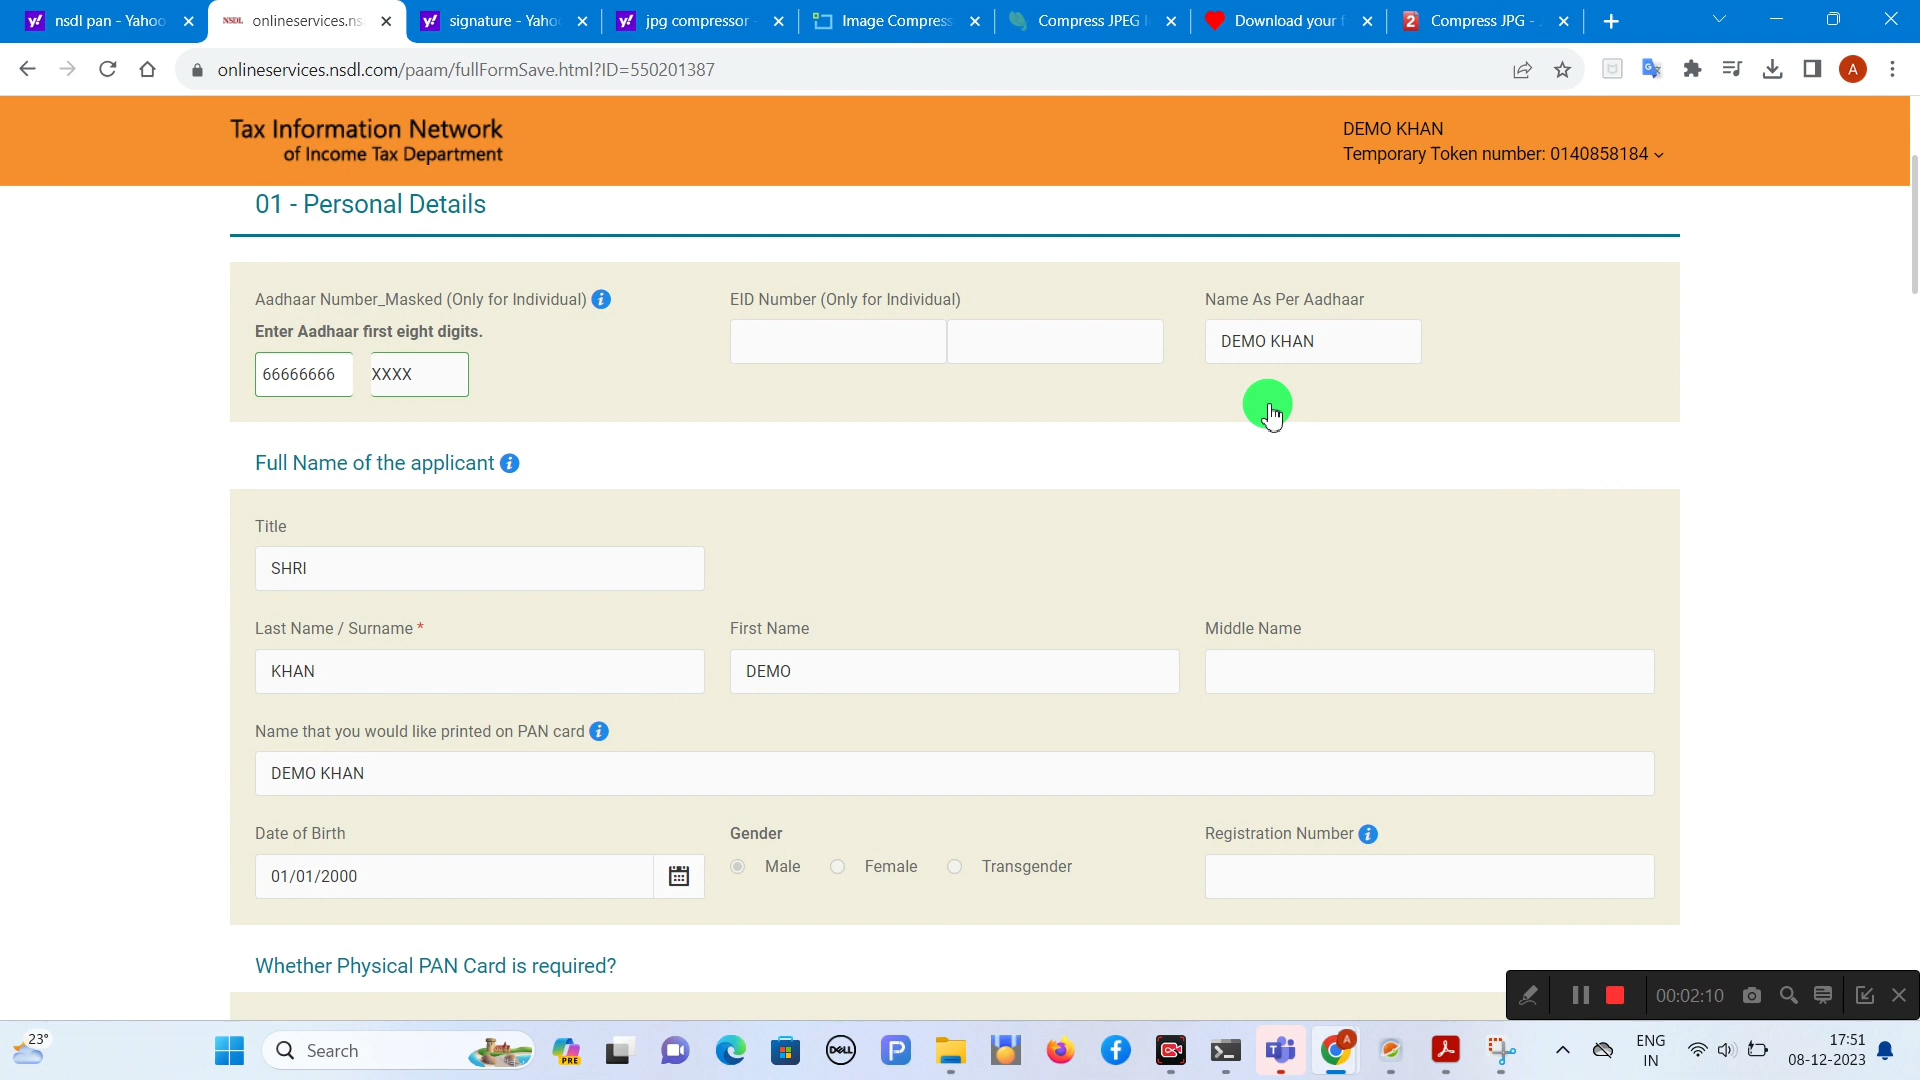 nsdl pan - Yahoo
NSDL onlineservices.ns
signature - Yaho
jpg compressor -
Image Compress
Compress JPEG I
Download your f
Compress JPG -
onlineservices.nsdl.com/paam/fullFormSave.html?ID=550201387
A
Tax Information Network
of Income Tax Department
DEMO KHAN
Temporary Token number: 0140858184
01 - Personal Details
Aadhaar Number_Masked (Only for Individual)
EID Number (Only for Individual)
Name As Per Aadhaar
Enter Aadhaar first eight digits.
66666666 XXXX
DEMO KHAN
Full Name of the applicant
Title
SHRI
Last Name / Surname *
First Name
Middle Name
KHAN
DEMO
Name that you would like printed on PAN card
DEMO KHAN
Date of Birth
Gender
Registration Number
01/01/2000
Male Female Transgender
Whether Physical PAN Card is required?
00:02:10
23°
Search
PRE
DELL
A
ENG
IN
17:51
08-12-2023